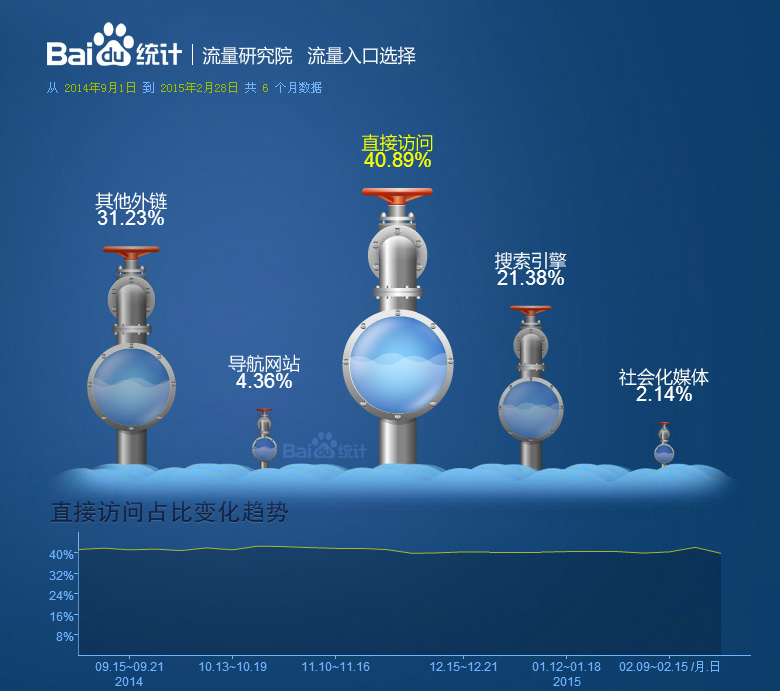 Bai du 统计 | 流量研究院 流量入口选择
从 2014年9月1日 到 2015年2月28日 共 6 个月数据
直接访问
40.89%
其他外链
31.23%
搜索引擎
21.38%
导航网站
4.36%
社会化媒体
2.14%
Bai du 统计
直接访问占比变化趋势
40%
32%
24%
16%
8%
09.15~09.21 10.13~10.19 11.10~11.16 12.15~12.21 01.12~01.18 02.09~02.15 /月.日
2014 2015